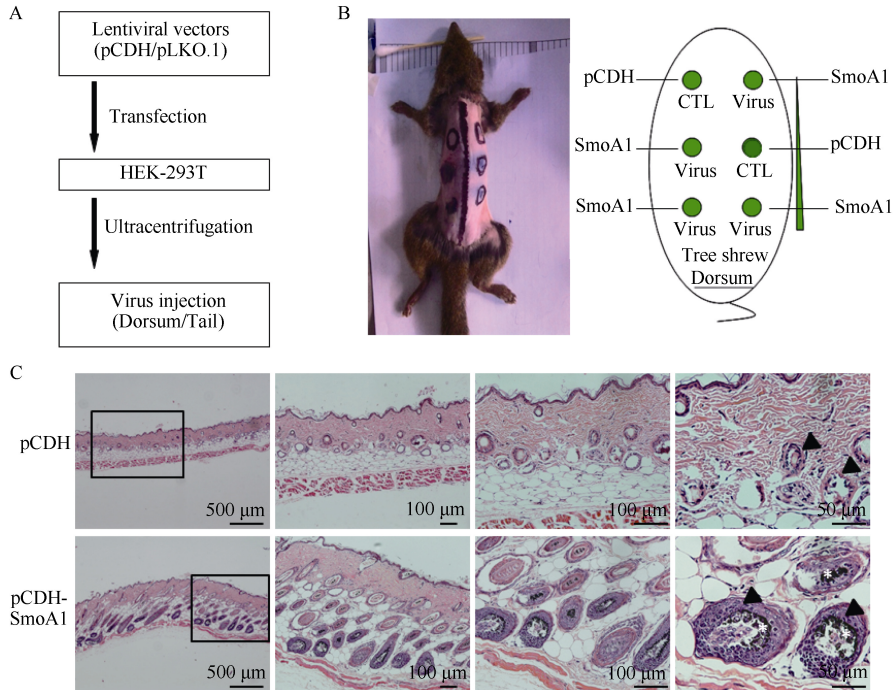 A
Lentiviral vectors
(pCDH/pLKO.1)
Transfection
HEK-293T
Ultracentrifugation
Virus injection
(Dorsum/Tail)
B
pCDH
CTL
Virus
SmoA1
SmoA1
Virus
CTL
pCDH
SmoA1
Virus
Virus
SmoA1
Tree shrew
Dorsum
C
pCDH
500 μm
100 μm
100 μm
50 μm
pCDH-
SmoA1
500 μm
100 μm
100 μm
50 μm
*
*
*